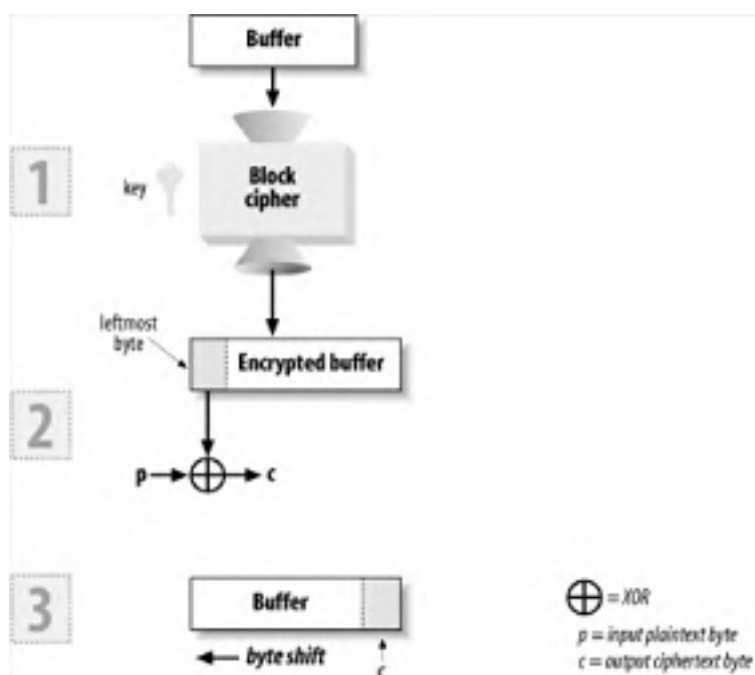 Buffer
1
key
Block
cipher
leftmost
byte
Encrypted buffer
2
p
c
3
Buffer
byte shift
c
= XOR
p = input plaintext byte
c = output ciphertext byte